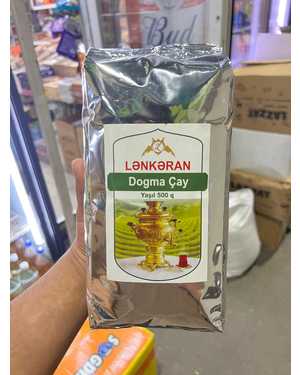 Bud
LƏNKƏRAN
Dogma Çay
Yaşıl 500 q
LAZZAT